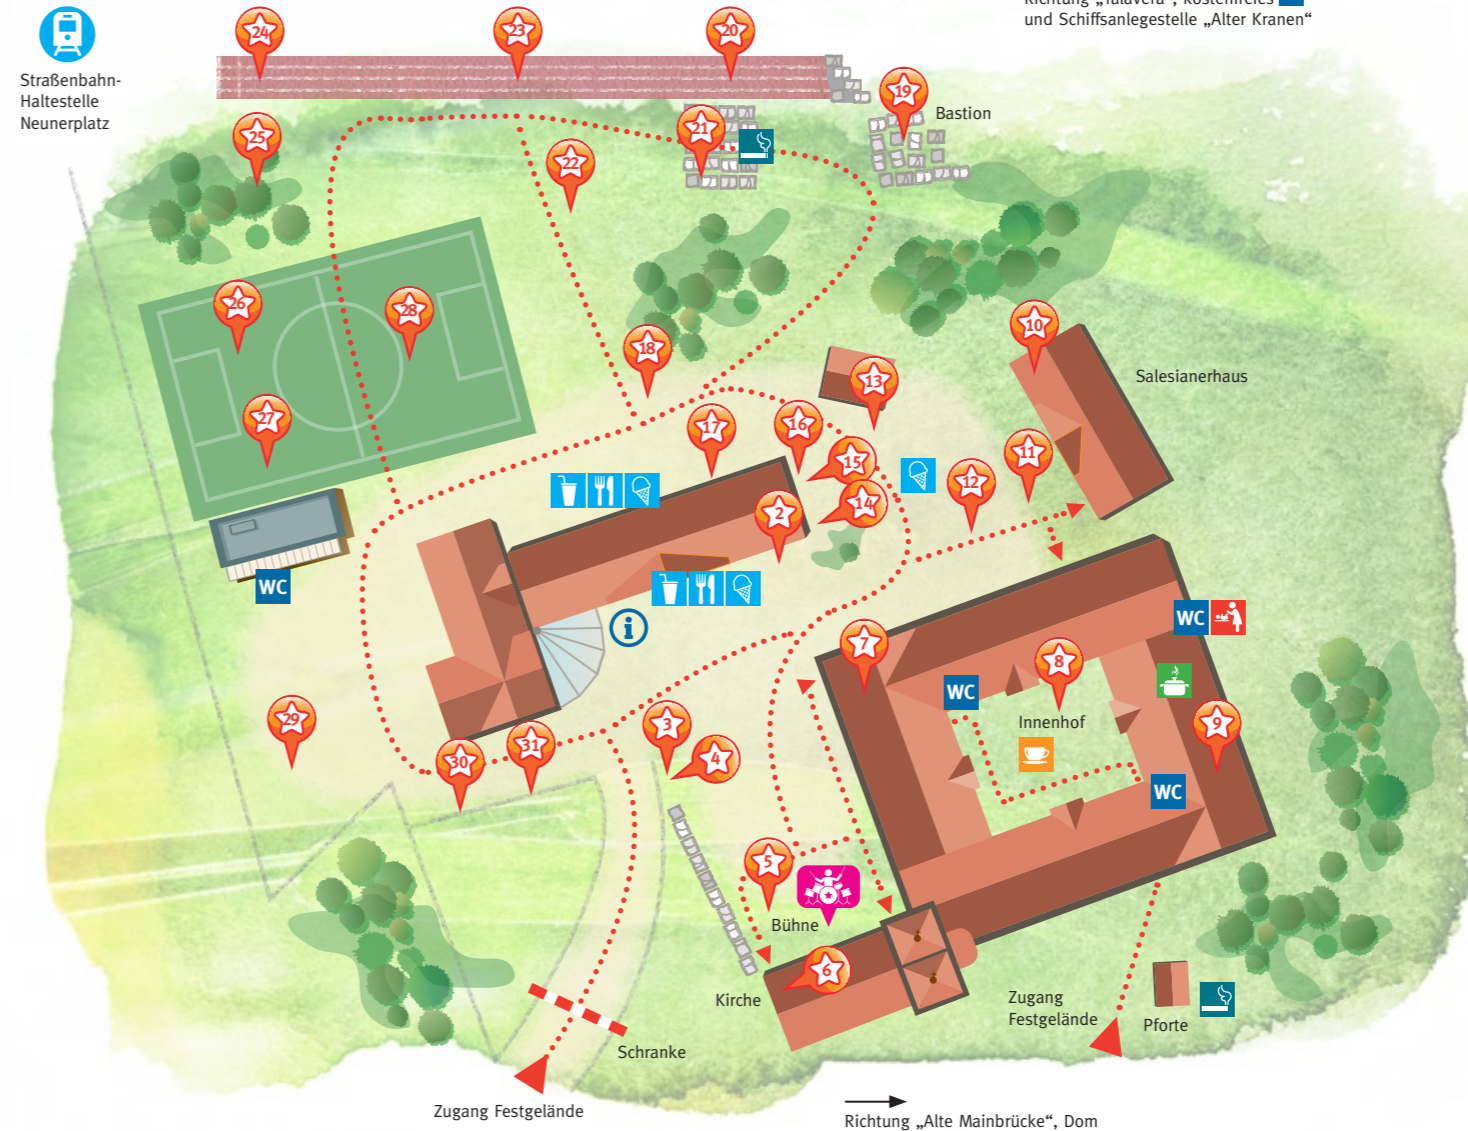 Richtung „Talavera“, kostenfreies
und Schiffsanlegestelle „Alter Kranen“
Straßenbahn-
Haltestelle
Neunerplatz
24
23
20
19
Bastion
25
21
22
26
28
18
10
Salesianerhaus
13
27
17
16
15
11
12
14
2
WC
i
7
WC
8
WC
Innenhof
9
29
3
31
4
30
WC
5
Bühne
6
Kirche
Zugang
Festgelände
Pforte
Schranke
Zugang Festgelände
Richtung „Alte Mainbrücke“, Dom